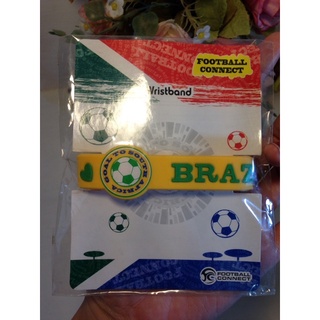 FOOTBALL
CONNECT
Wristband
GOAL TO SOUTH AFRICA
BRAZ
FOOTBALL
CONNECT